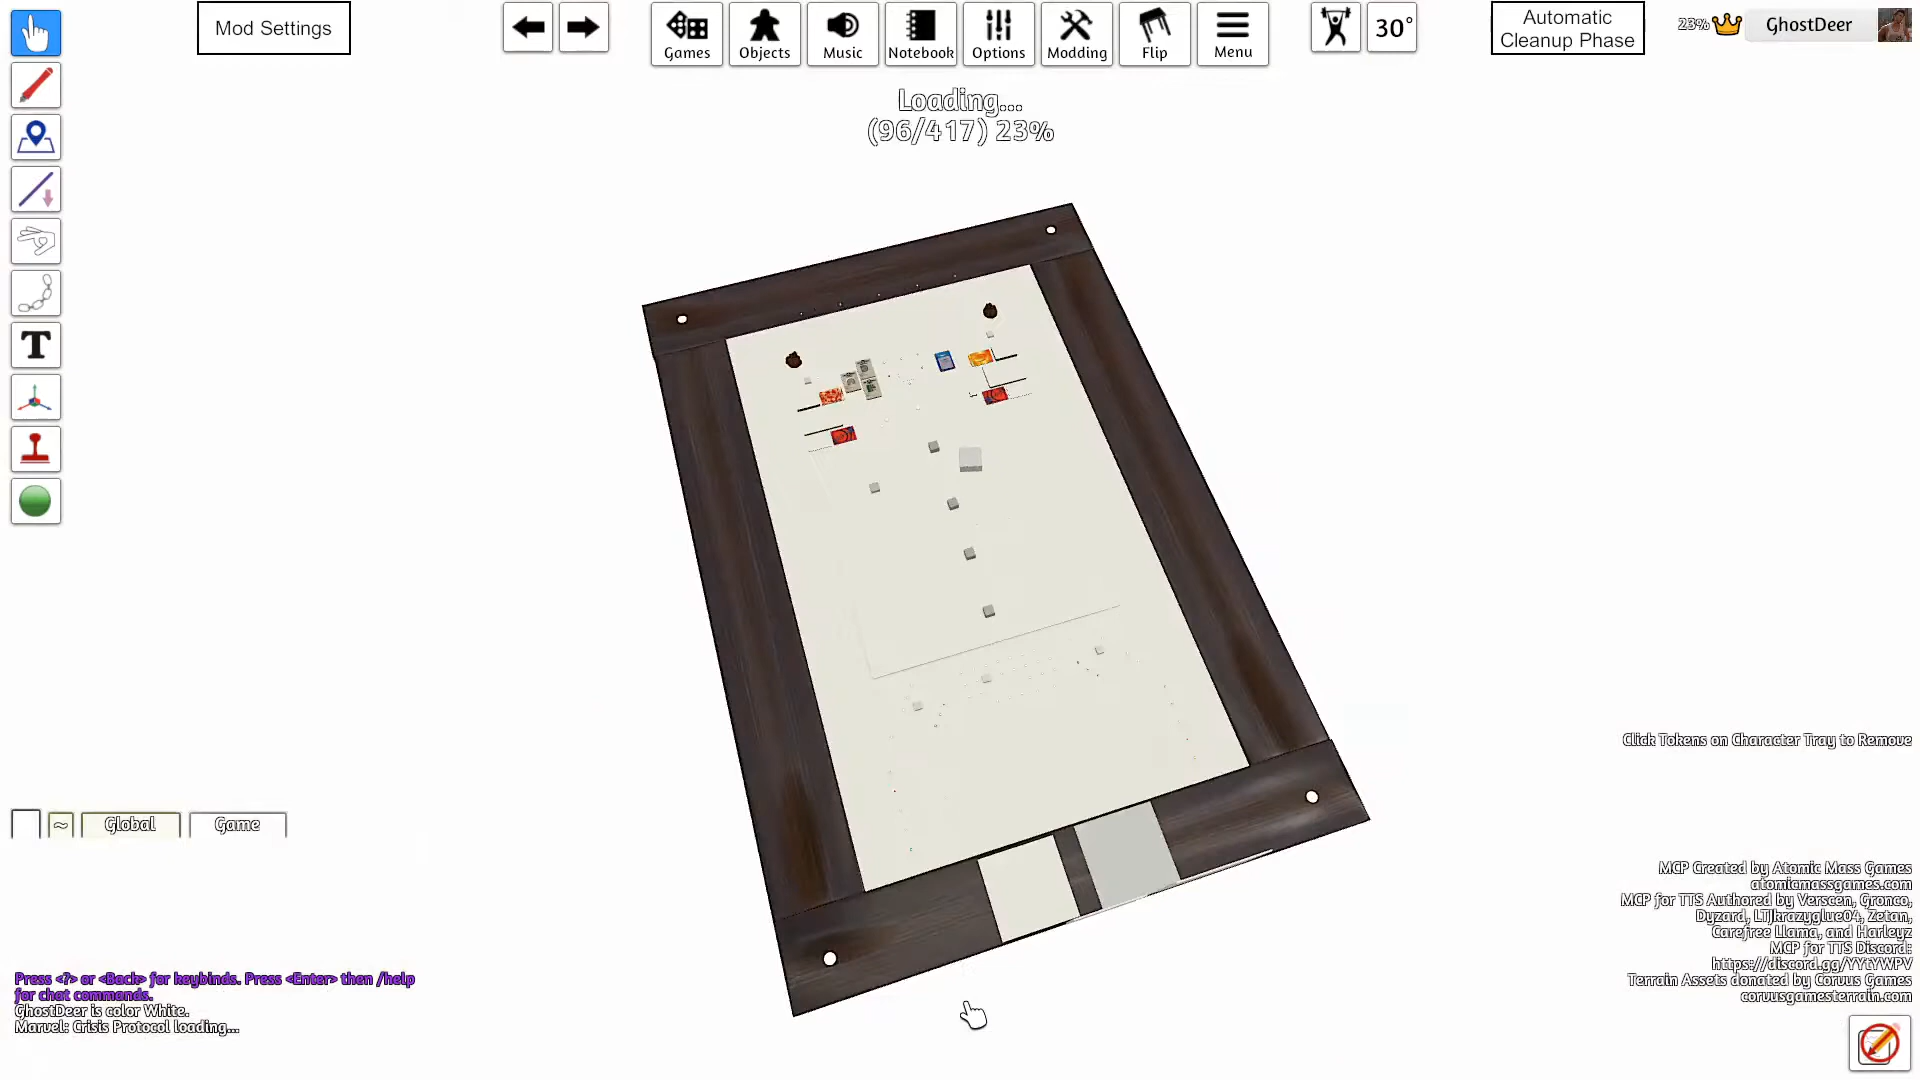 Mod Settings
Games
Objects
Music
Notebook
Options
Modding
Flip
Menu
30°
Automatic
Cleanup Phase
23%
GhostDeer
Loading...
(96/417) 23%
T
Click Tokens on Character Tray to Remove
~
Global
Game
MCP Created by Atomic Mass Games
atomicmassgames.com
MCP for TTS Authored by Verscen, Gronco,
Dyzard, LTJkrazyglue04, Zetan,
Carefree Llama, and Harleyz
MCP for TTS Discord:
https://discord.gg/YYtYWPV
Terrain Assets donated by Corvus Games
corvusgamesterrain.com
Press <?> or <Back> for keybinds. Press <Enter> then /help
for chat commands.
GhostDeer is color White.
Marvel: Crisis Protocol loading...